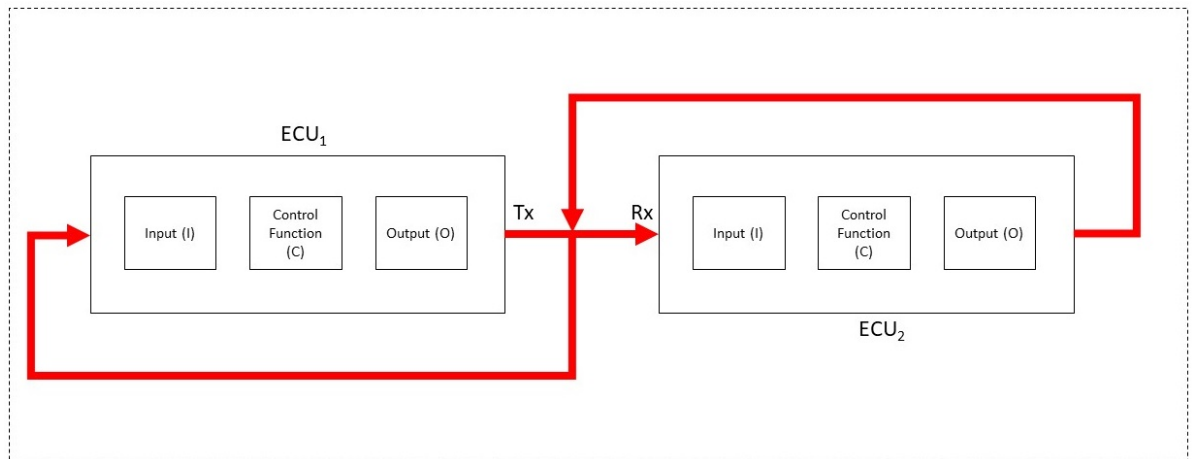 ECU₁
Input (I)
Control
Function
(C)
Output (O)
Tx
Rx
Input (I)
Control
Function
(C)
Output (O)
ECU₂